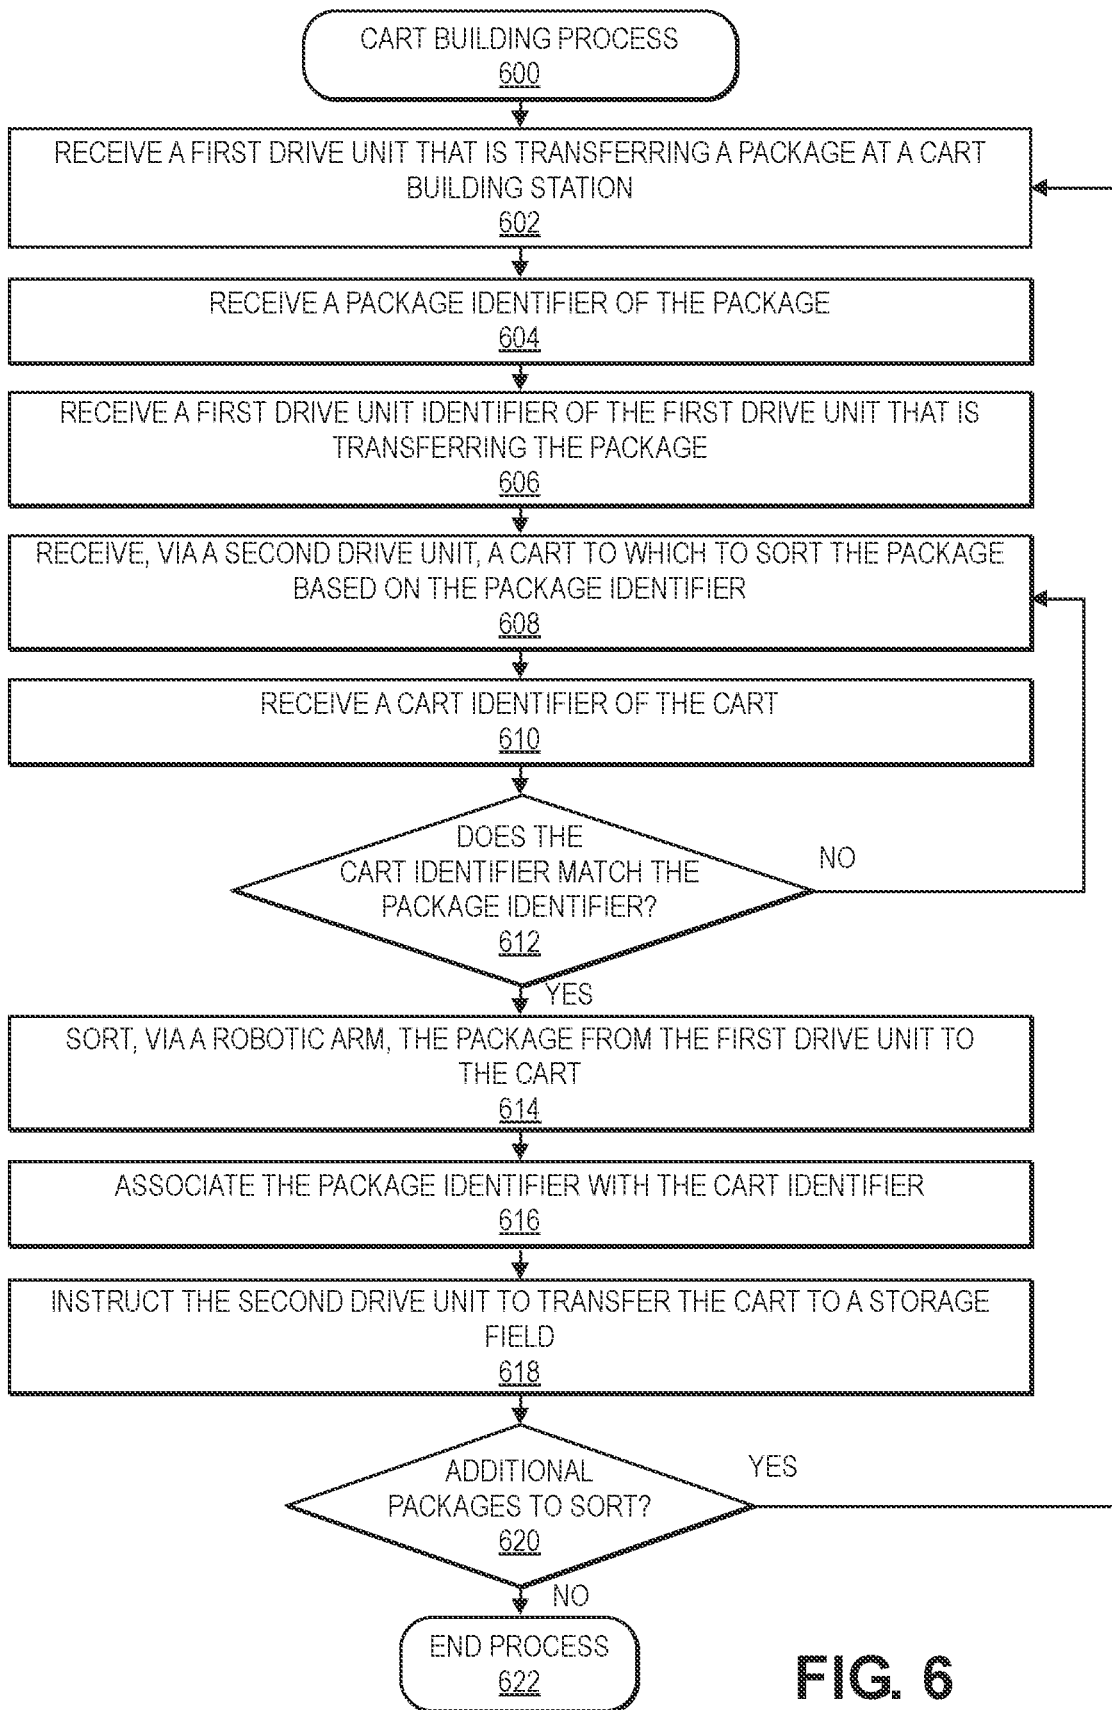 CART BUILDING PROCESS
600
RECEIVE A FIRST DRIVE UNIT THAT IS TRANSFERRING A PACKAGE AT A CART
BUILDING STATION
602
RECEIVE A PACKAGE IDENTIFIER OF THE PACKAGE
604
RECEIVE A FIRST DRIVE UNIT IDENTIFIER OF THE FIRST DRIVE UNIT THAT IS
TRANSFERRING THE PACKAGE
606
RECEIVE, VIA A SECOND DRIVE UNIT, A CART TO WHICH TO SORT THE PACKAGE
BASED ON THE PACKAGE IDENTIFIER
608
RECEIVE A CART IDENTIFIER OF THE CART
610
DOES THE
CART IDENTIFIER MATCH THE
PACKAGE IDENTIFIER?
612
NO
YES
SORT, VIA A ROBOTIC ARM, THE PACKAGE FROM THE FIRST DRIVE UNIT TO
THE CART
614
ASSOCIATE THE PACKAGE IDENTIFIER WITH THE CART IDENTIFIER
616
INSTRUCT THE SECOND DRIVE UNIT TO TRANSFER THE CART TO A STORAGE
FIELD
618
ADDITIONAL
PACKAGES TO SORT?
620
YES
NO
END PROCESS
622
FIG. 6